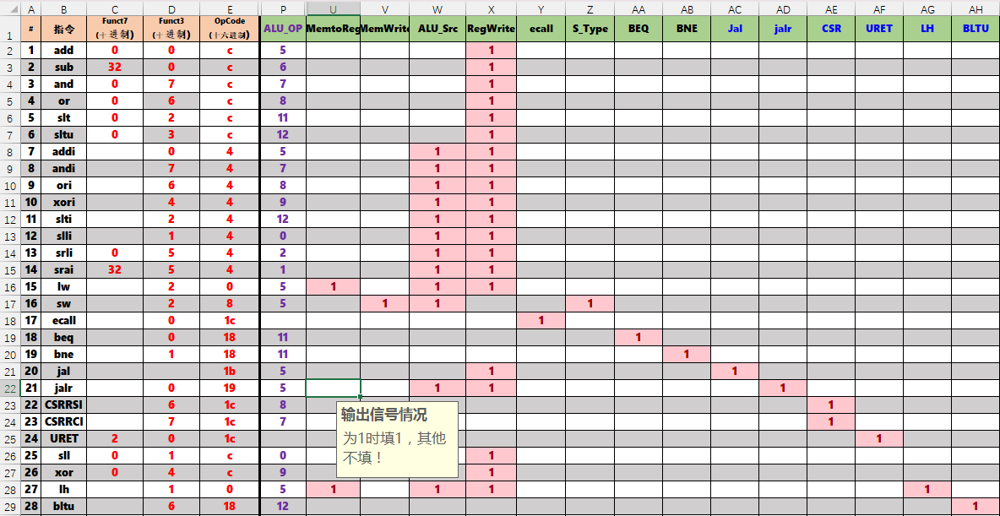 A B C D E P U V W X Y Z AA AB AC AD AE AF AG AH
1 # 指令 Funct7 (十进制) Funct3 (十进制) OpCode (十六进制) ALU_OP MemtoReg MemWrite ALU_Src RegWrite ecall S_Type BEQ BNE Jal jalr CSR URET LH BLTU
2 1 add 0 0 c 5 1
3 2 sub 32 0 c 6 1
4 3 and 0 7 c 7 1
5 4 or 0 6 c 8 1
6 5 slt 0 2 c 11 1
7 6 sltu 0 3 c 12 1
8 7 addi 0 4 5 1 1
9 8 andi 7 4 7 1 1
10 9 ori 6 4 8 1 1
11 10 xori 4 4 9 1 1
12 11 slti 2 4 12 1 1
13 12 slli 1 4 0 1 1
14 13 srli 0 5 4 2 1 1
15 14 srai 32 5 4 1 1 1
16 15 lw 2 0 5 1 1 1
17 16 sw 2 8 5 1 1 1
18 17 ecall 0 1c 1
19 18 beq 0 18 11 1
20 19 bne 1 18 11 1
21 20 jal 1b 5 1 1
22 21 jalr 0 19 5 1 1 1
23 22 CSRRSI 6 1c 8 1
24 23 CSRRCI 7 1c 7 1
25 24 URET 2 0 1c 1
26 25 sll 0 1 c 0 1
27 26 xor 0 4 c 9 1
28 27 lh 1 0 5 1 1 1 1
29 28 bltu 6 18 12 1
输出信号情况
为1时填1，其他
不填！